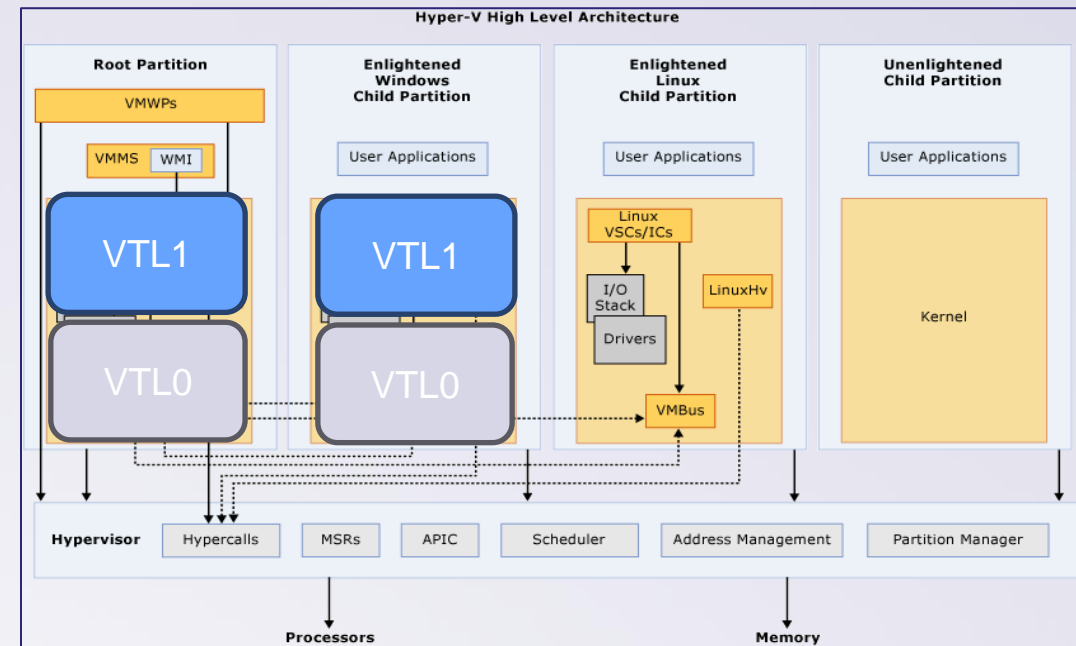 Hyper-V High Level Architecture
Root Partition
VMWPs
VMMS
WMI
VTL1
VTL0
Enlightened
Windows
Child Partition
User Applications
VTL1
VTL0
Enlightened
Linux
Child Partition
User Applications
Linux
VSCs/ICs
I/O
Stack
Drivers
LinuxHv
VMBus
Unenlightened
Child Partition
User Applications
Kernel
Hypervisor
Hypercalls
MSRs
APIC
Scheduler
Address Management
Partition Manager
Processors
Memory